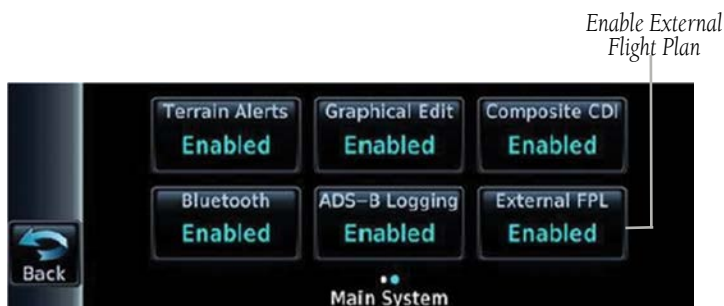 Enable External
Flight Plan
Terrain Alerts
Enabled
Graphical Edit
Enabled
Composite CDI
Enabled
Bluetooth
Enabled
ADS-B Logging
Enabled
External FPL
Enabled
Back
Main System